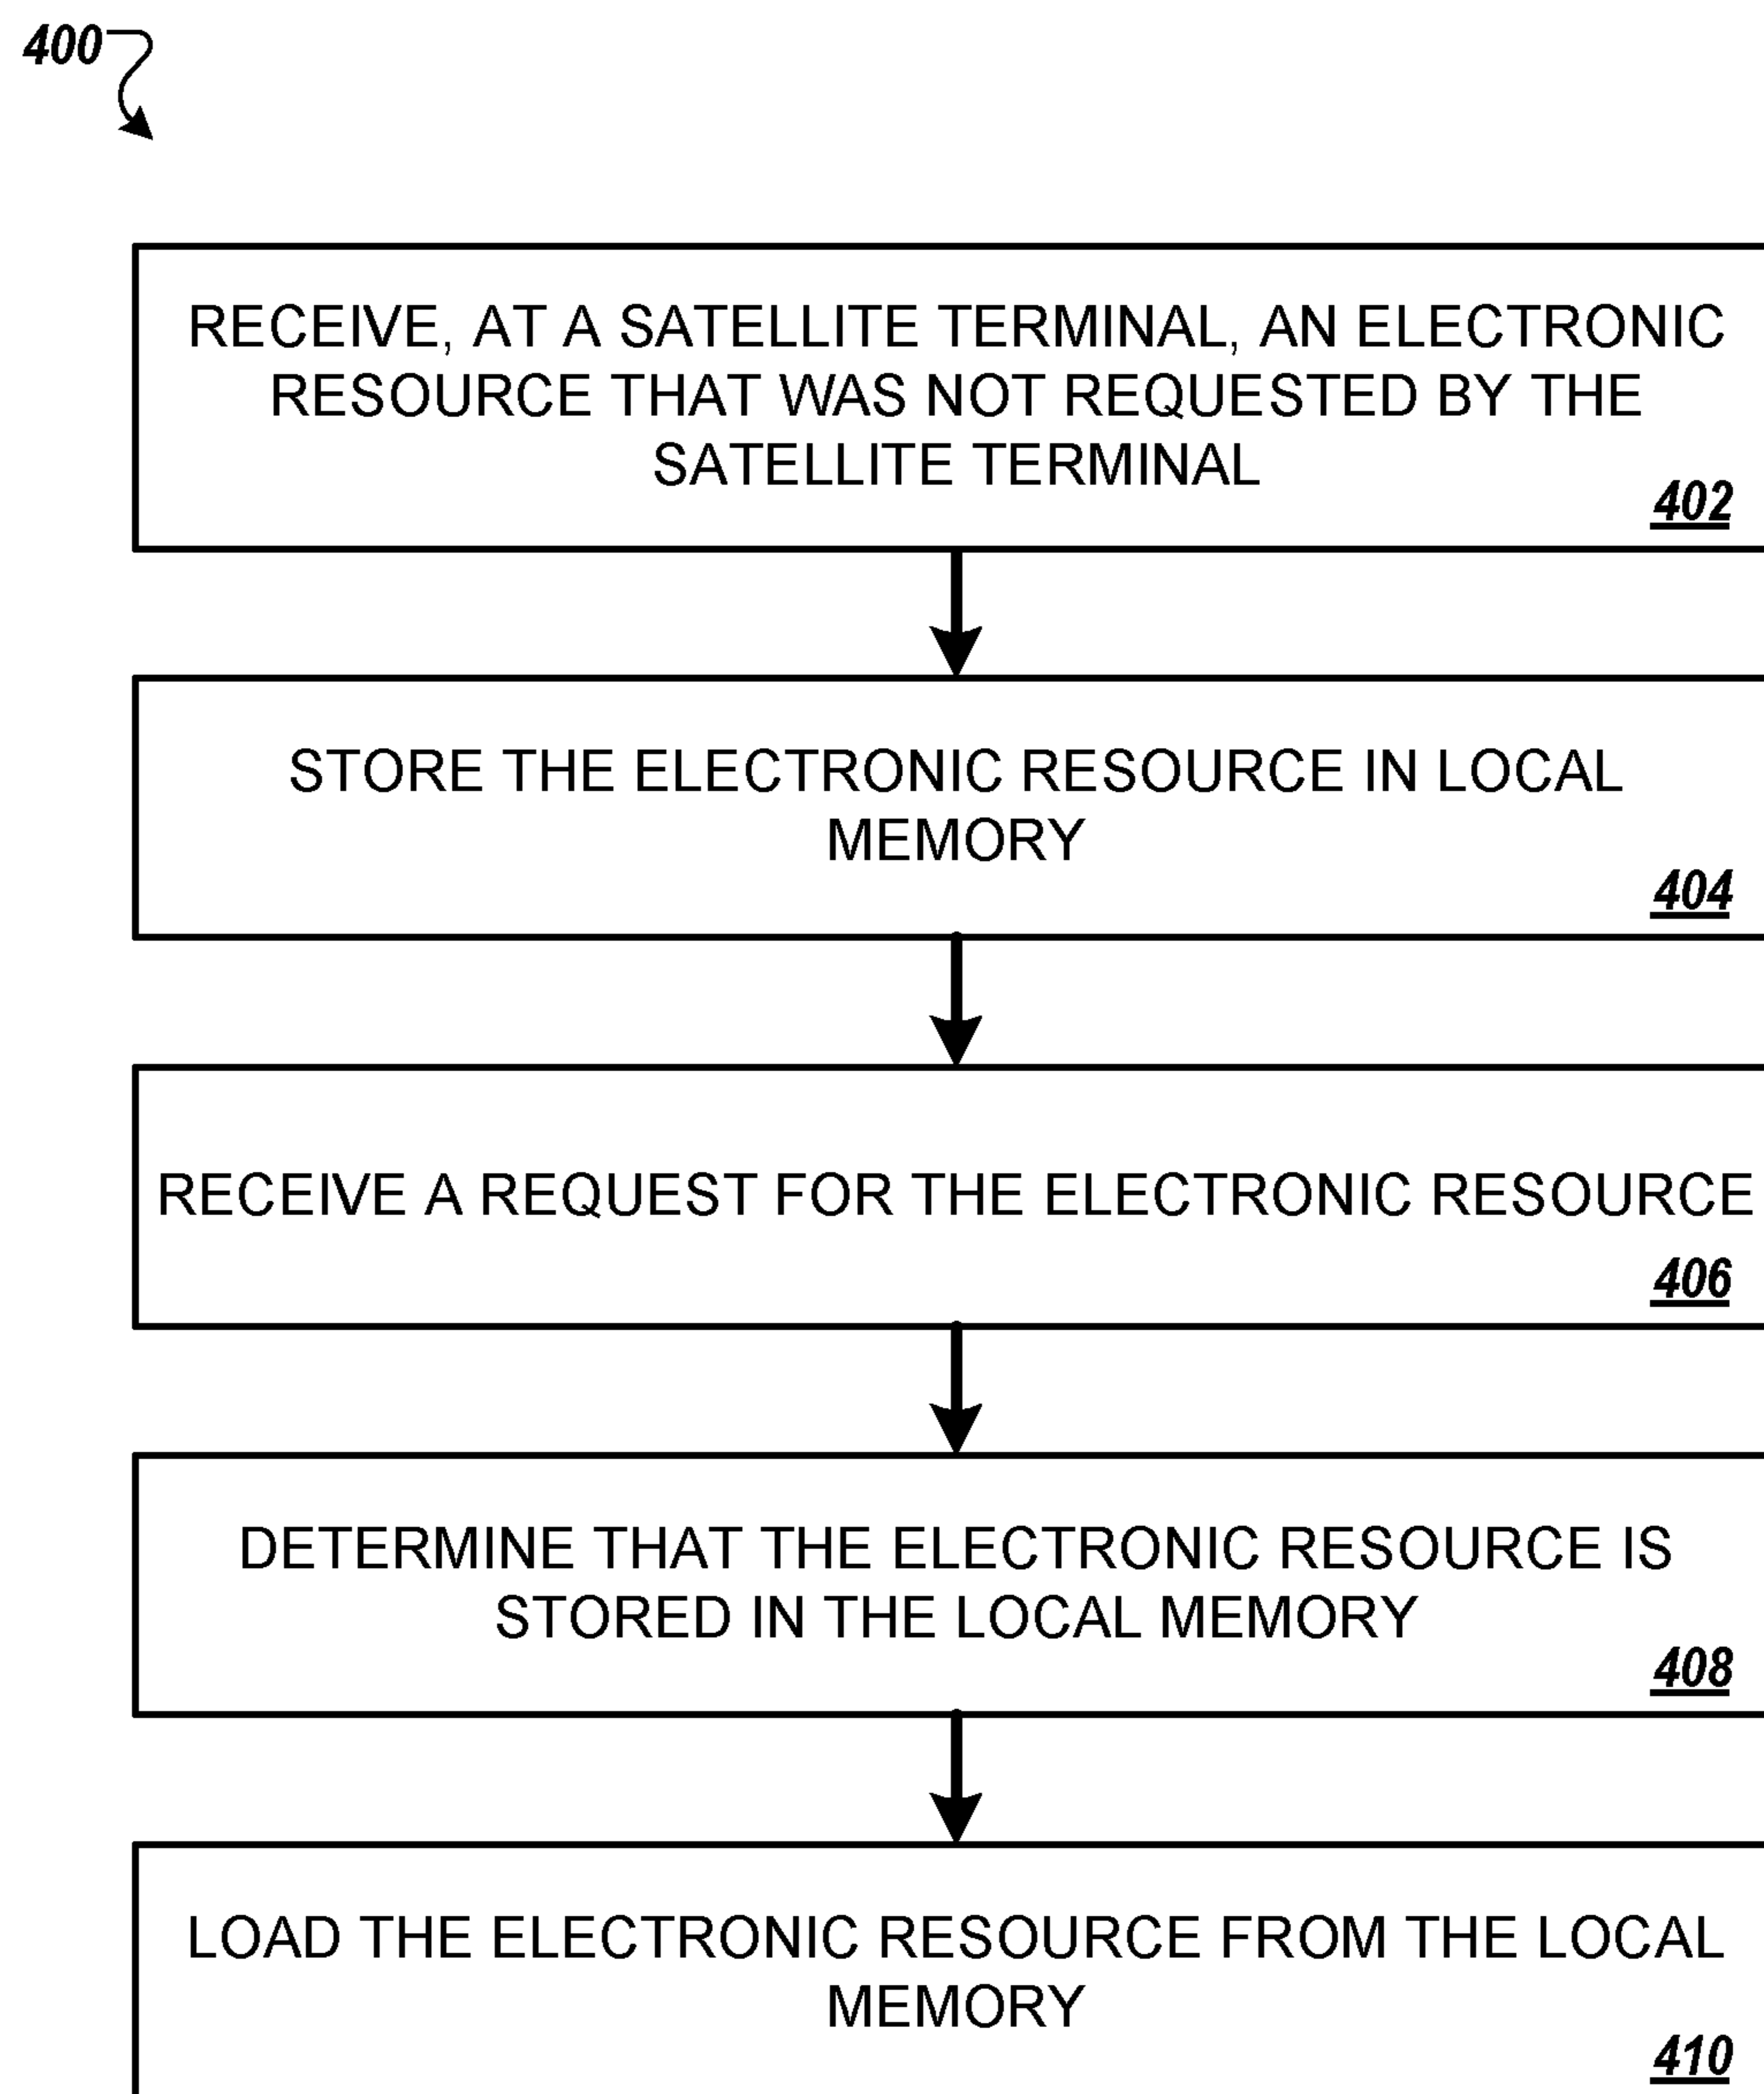 400
RECEIVE, AT A SATELLITE TERMINAL, AN ELECTRONIC
RESOURCE THAT WAS NOT REQUESTED BY THE
SATELLITE TERMINAL
402
STORE THE ELECTRONIC RESOURCE IN LOCAL
MEMORY
404
RECEIVE A REQUEST FOR THE ELECTRONIC RESOURCE
406
DETERMINE THAT THE ELECTRONIC RESOURCE IS
STORED IN THE LOCAL MEMORY
408
LOAD THE ELECTRONIC RESOURCE FROM THE LOCAL
MEMORY
410